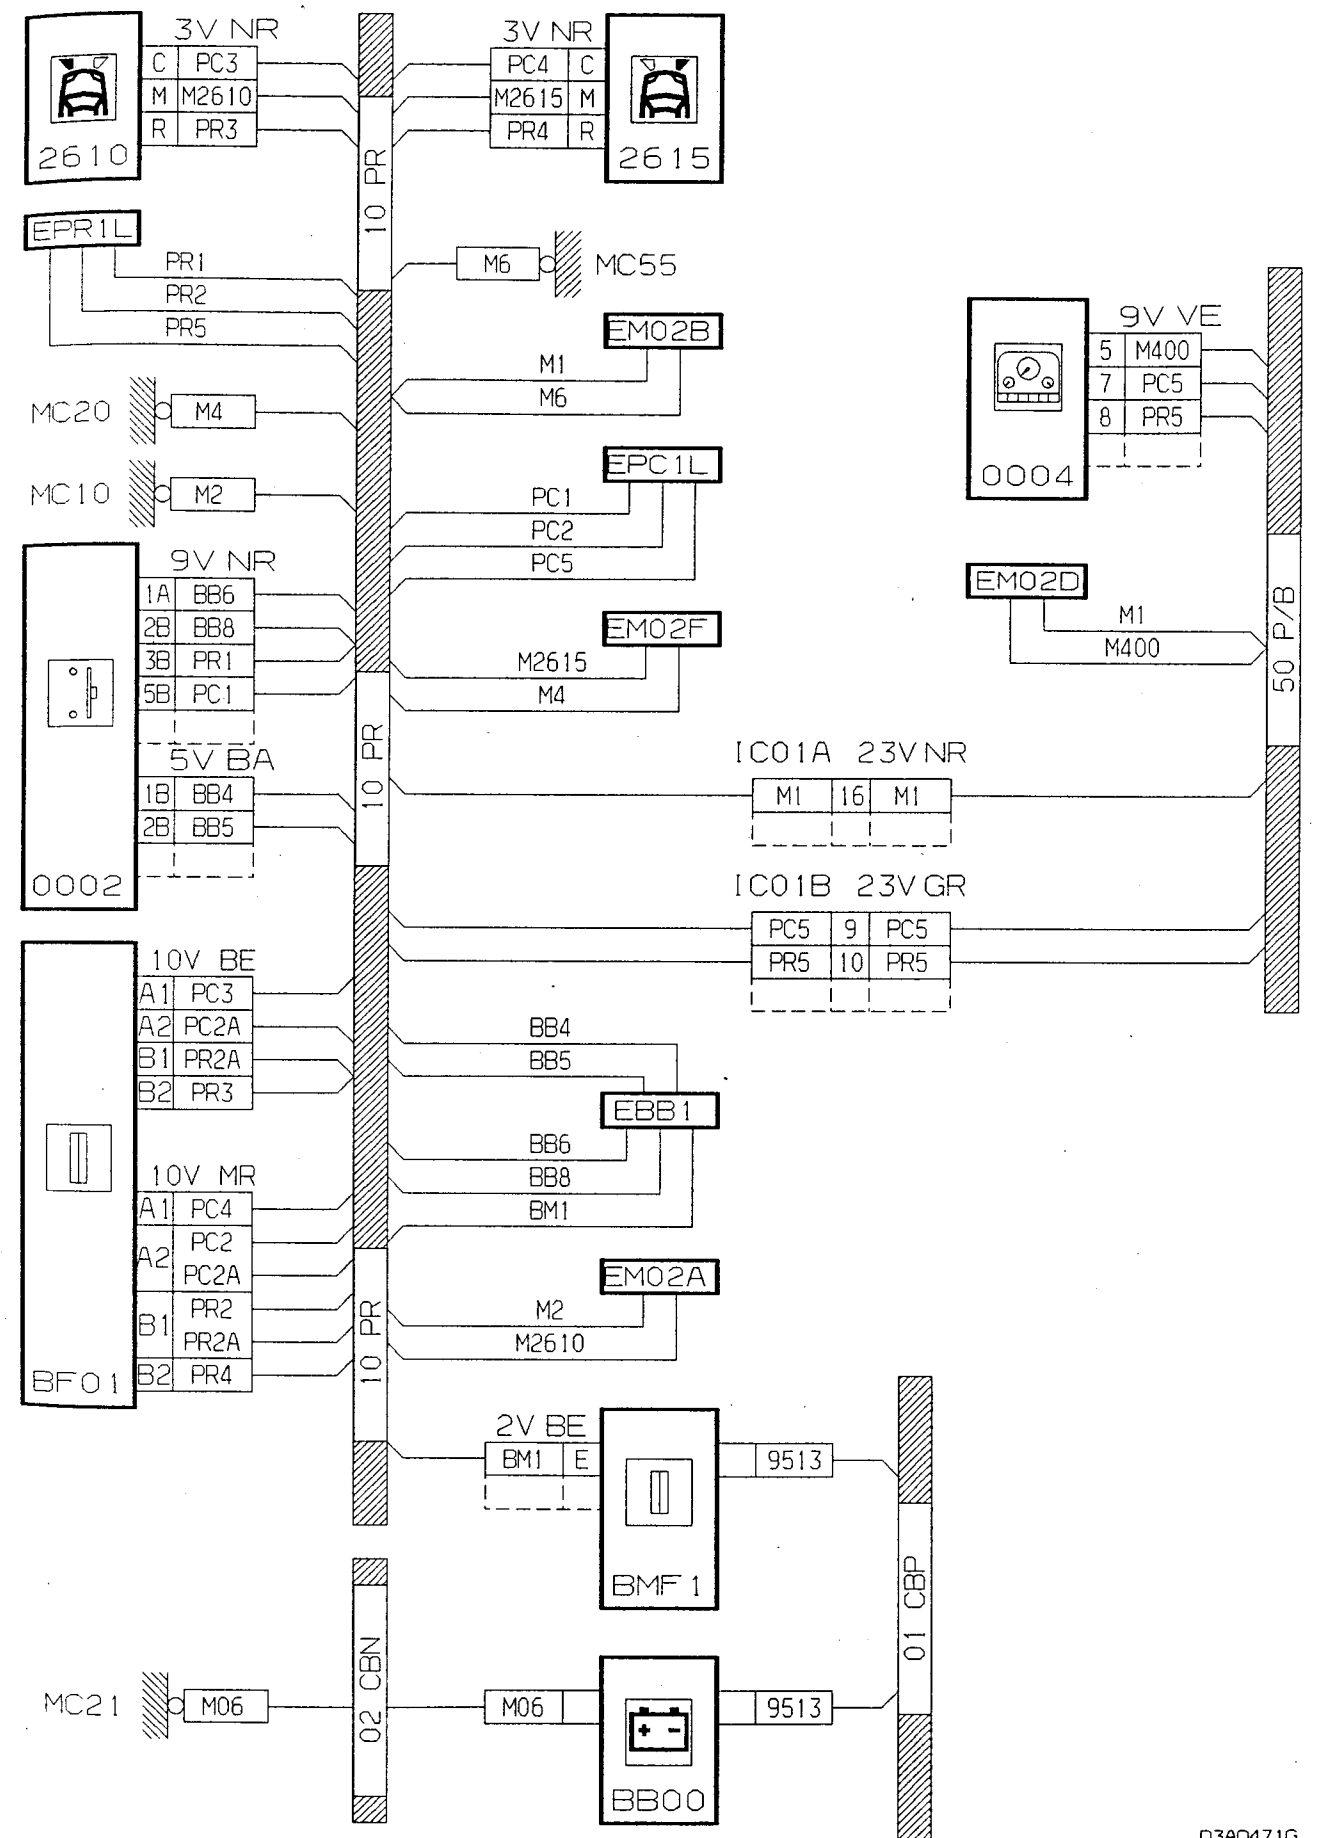 3V NR
C PC3
M M2610
R PR3
2610
3V NR
PC4 C
M2615 M
PR4 R
2615
10 PR
EPR1L
PR1
PR2
PR5
M6 MC55
EM02B
M1
M6
MC20 M4
MC10 M2
EPC1L
PC1
PC2
PC5
9V VE
5 M400
7 PC5
8 PR5
0004
9V NR
1A BB6
2B BB8
3B PR1
5B PC1
5V BA
1B BB4
2B BB5
0002
EM02F
M2615
M4
EM02D
M1
M400
50 P/B
10 PR
IC01A 23V NR
M1 16 M1
IC01B 23V GR
PC5 9 PC5
PR5 10 PR5
10V BE
A1 PC3
A2 PC2A
B1 PR2A
B2 PR3
10V MR
A1 PC4
A2 PC2
PC2A
B1 PR2
PR2A
B2 PR4
BF01
BB4
BB5
EBB1
BB6
BB8
BM1
EM02A
M2
M2610
10 PR
2V BE
BM1 E
9513
BMF1
01 CBP
02 CBN
MC21 M06
M06
9513
+ -
BB00
D3A0471G